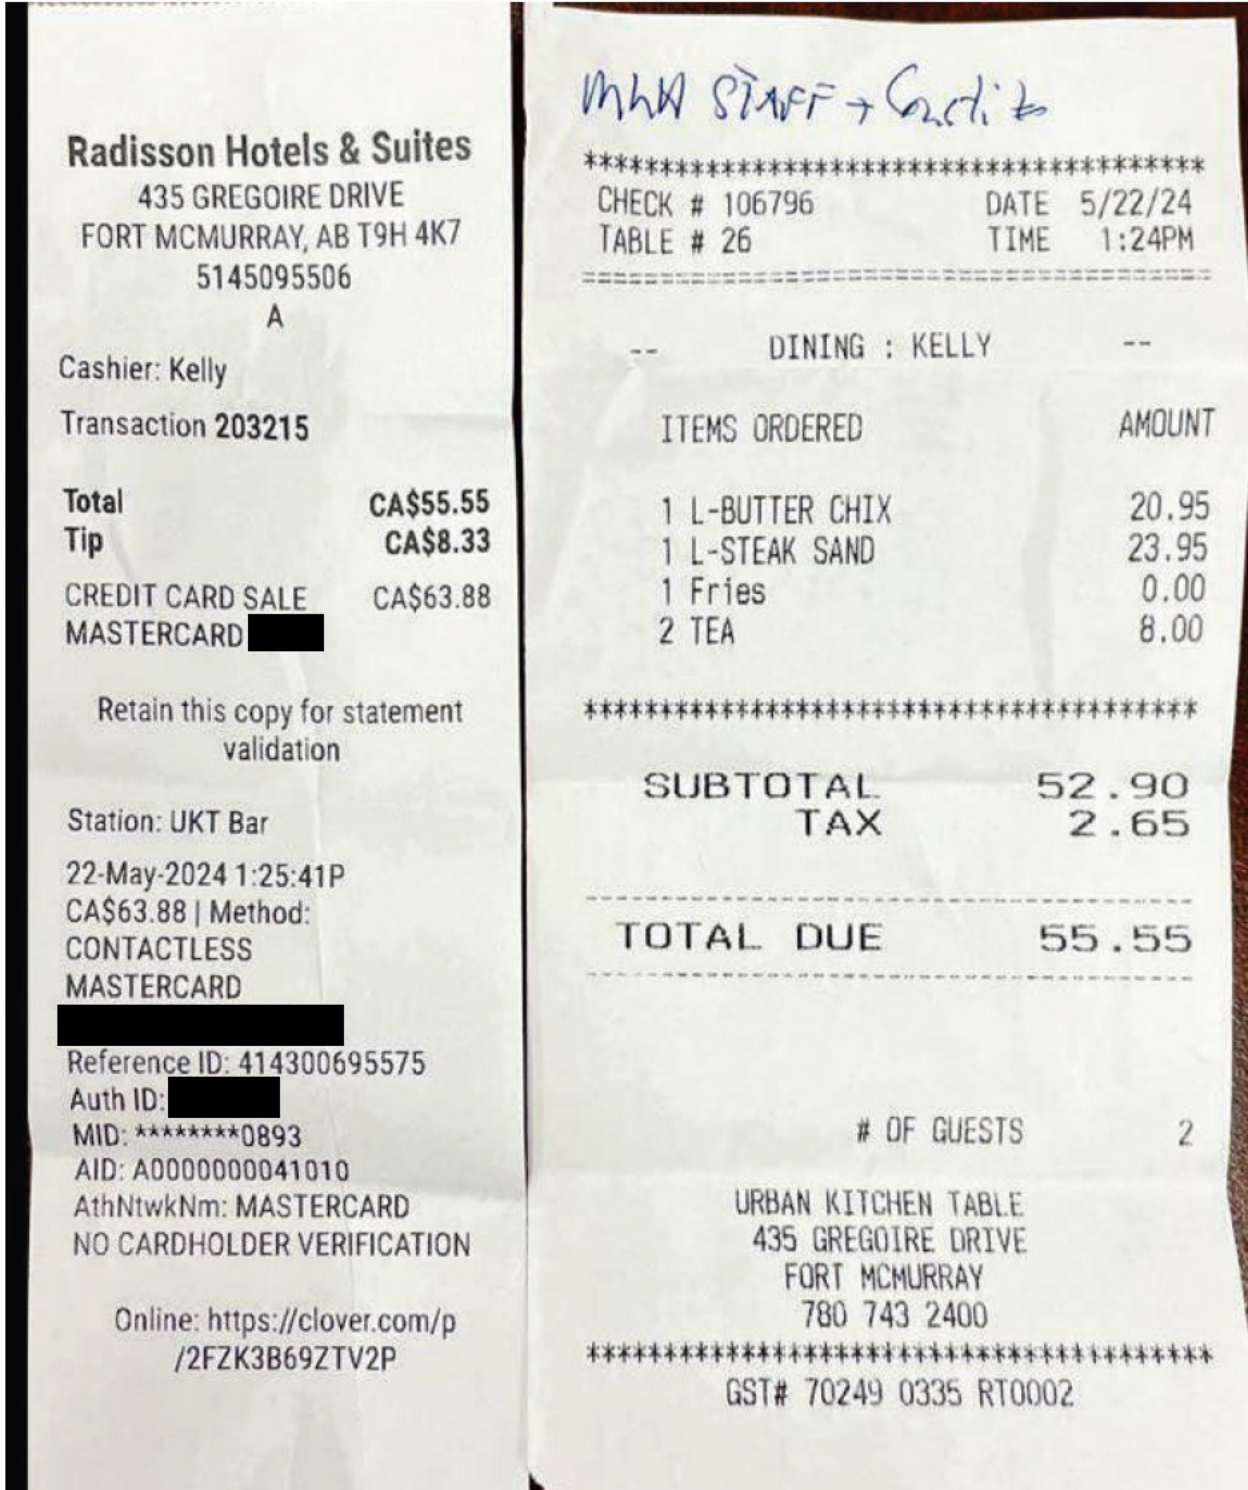 Radisson Hotels & Suites
435 GREGOIRE DRIVE
FORT MCMURRAY, AB T9H 4K7
5145095506
A
Cashier: Kelly
Transaction 203215
Total CA$55.55
Tip CA$8.33
CREDIT CARD SALE CA$63.88
MASTERCARD
Retain this copy for statement
validation
Station: UKT Bar
22-May-2024 1:25:41P
CA$63.88 | Method:
CONTACTLESS
MASTERCARD
Reference ID: 414300695575
Auth ID:
MID: ********0893
AID: A0000000041010
AthNtwkNm: MASTERCARD
NO CARDHOLDER VERIFICATION
Online: https://clover.com/p
/2FZK3B69ZTV2P
MLA STAFF +
****************************************
CHECK # 106796 DATE 5/22/24
TABLE # 26 TIME 1:24PM
========================================
-- DINING : KELLY --
ITEMS ORDERED AMOUNT
1 L-BUTTER CHIX 20.95
1 L-STEAK SAND 23.95
1 Fries 0.00
2 TEA 8.00
****************************************
SUBTOTAL 52.90
TAX 2.65
----------------------------------------
TOTAL DUE 55.55
----------------------------------------
# OF GUESTS 2
URBAN KITCHEN TABLE
435 GREGOIRE DRIVE
FORT MCMURRAY
780 743 2400
****************************************
GST# 70249 0335 RT0002